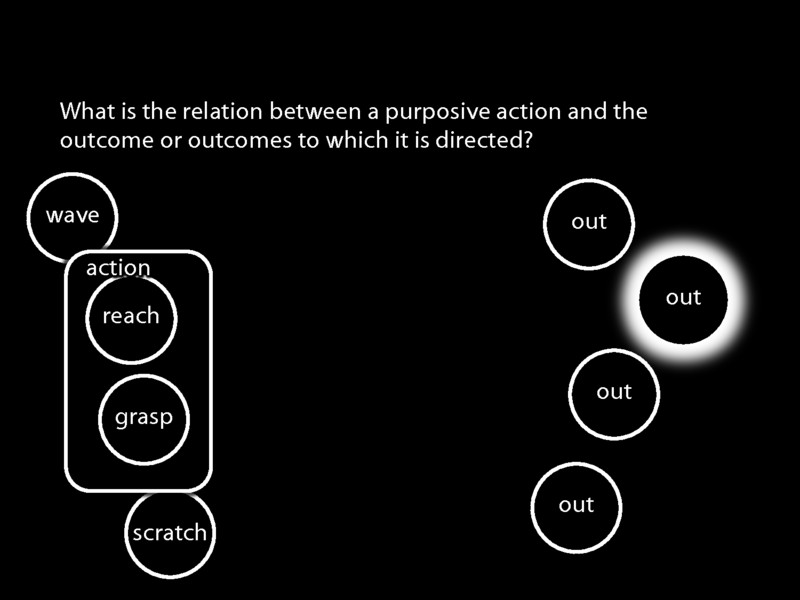 What is the relation between a purposive action and the
outcome or outcomes to which it is directed?
wave
action
reach
grasp
scratch
out
out
out
out